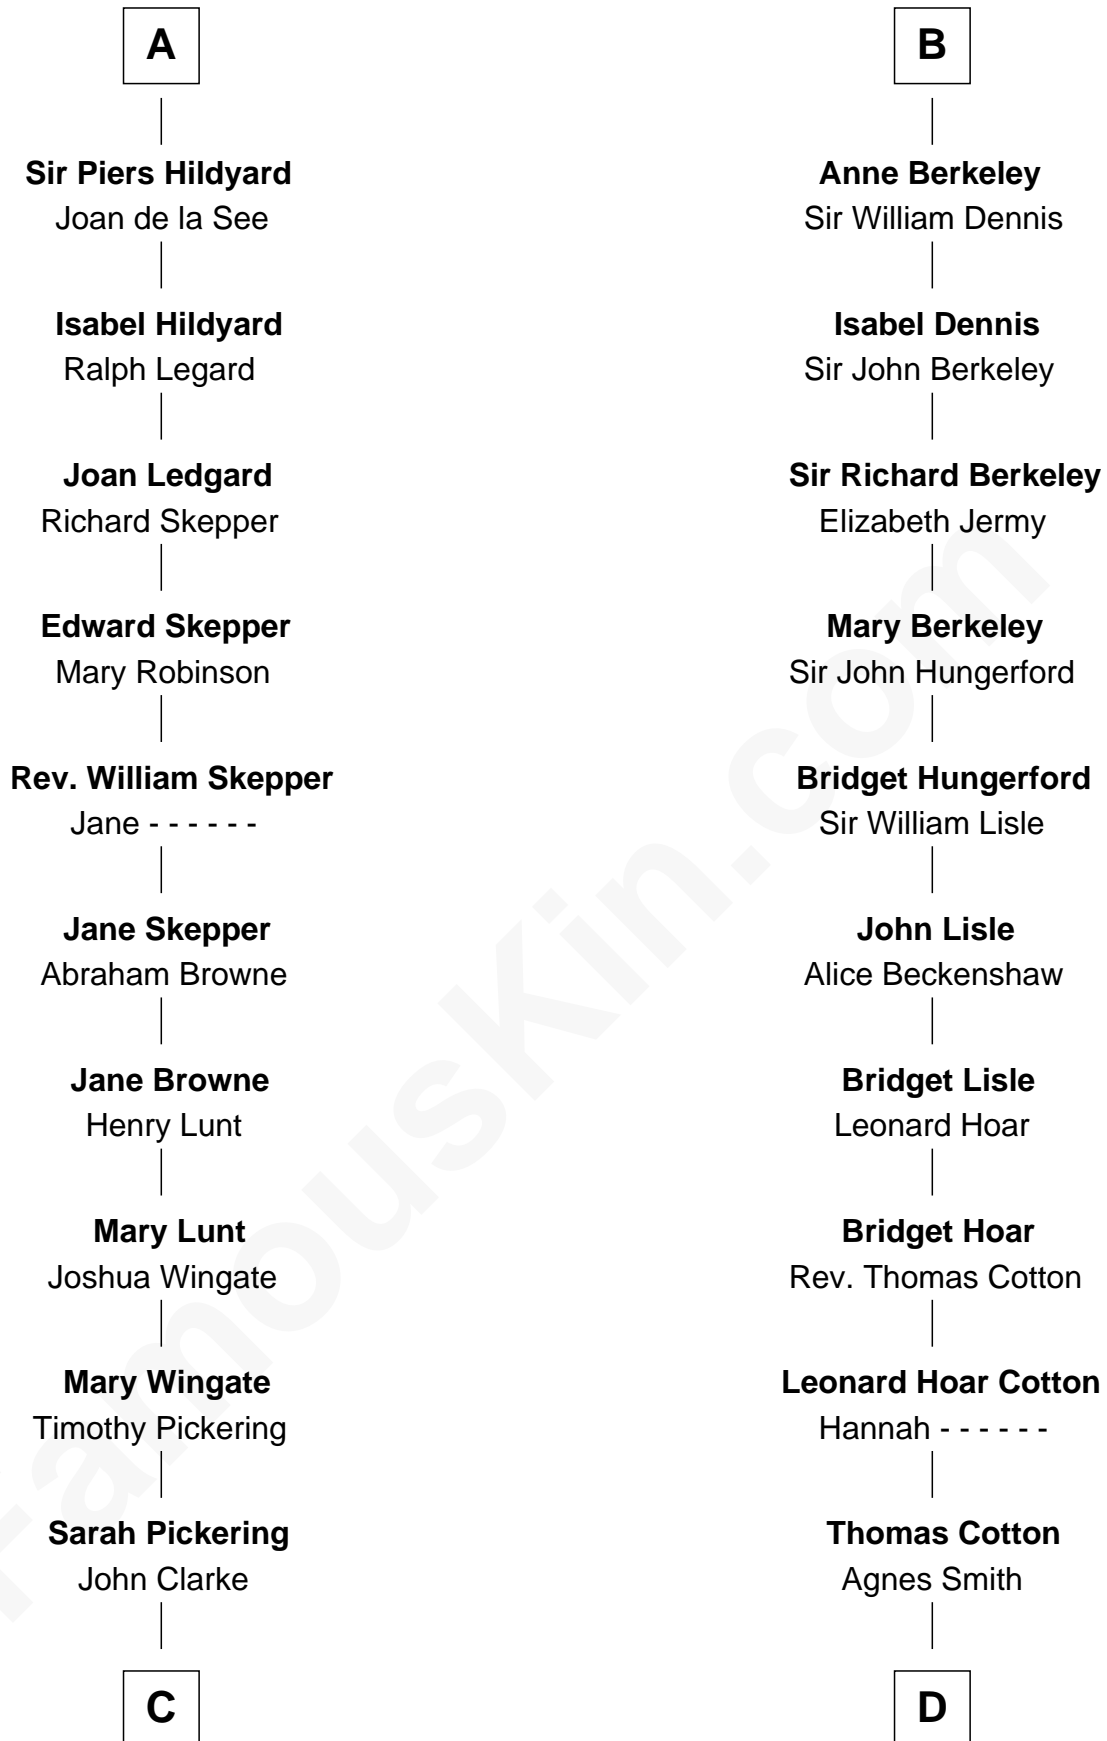 A
Sir Piers Hildyard
Joan de la See
Isabel Hildyard
Ralph Legard
Joan Ledgard
Richard Skepper
Edward Skepper
Mary Robinson
Rev. William Skepper
Jane - - - - - -
Jane Skepper
Abraham Browne
Jane Browne
Henry Lunt
Mary Lunt
Joshua Wingate
Mary Wingate
Timothy Pickering
Sarah Pickering
John Clarke
C
B
Anne Berkeley
Sir William Dennis
Isabel Dennis
Sir John Berkeley
Sir Richard Berkeley
Elizabeth Jermy
Mary Berkeley
Sir John Hungerford
Bridget Hungerford
Sir William Lisle
John Lisle
Alice Beckenshaw
Bridget Lisle
Leonard Hoar
Bridget Hoar
Rev. Thomas Cotton
Leonard Hoar Cotton
Hannah - - - - - -
Thomas Cotton
Agnes Smith
D
FamousKin.com